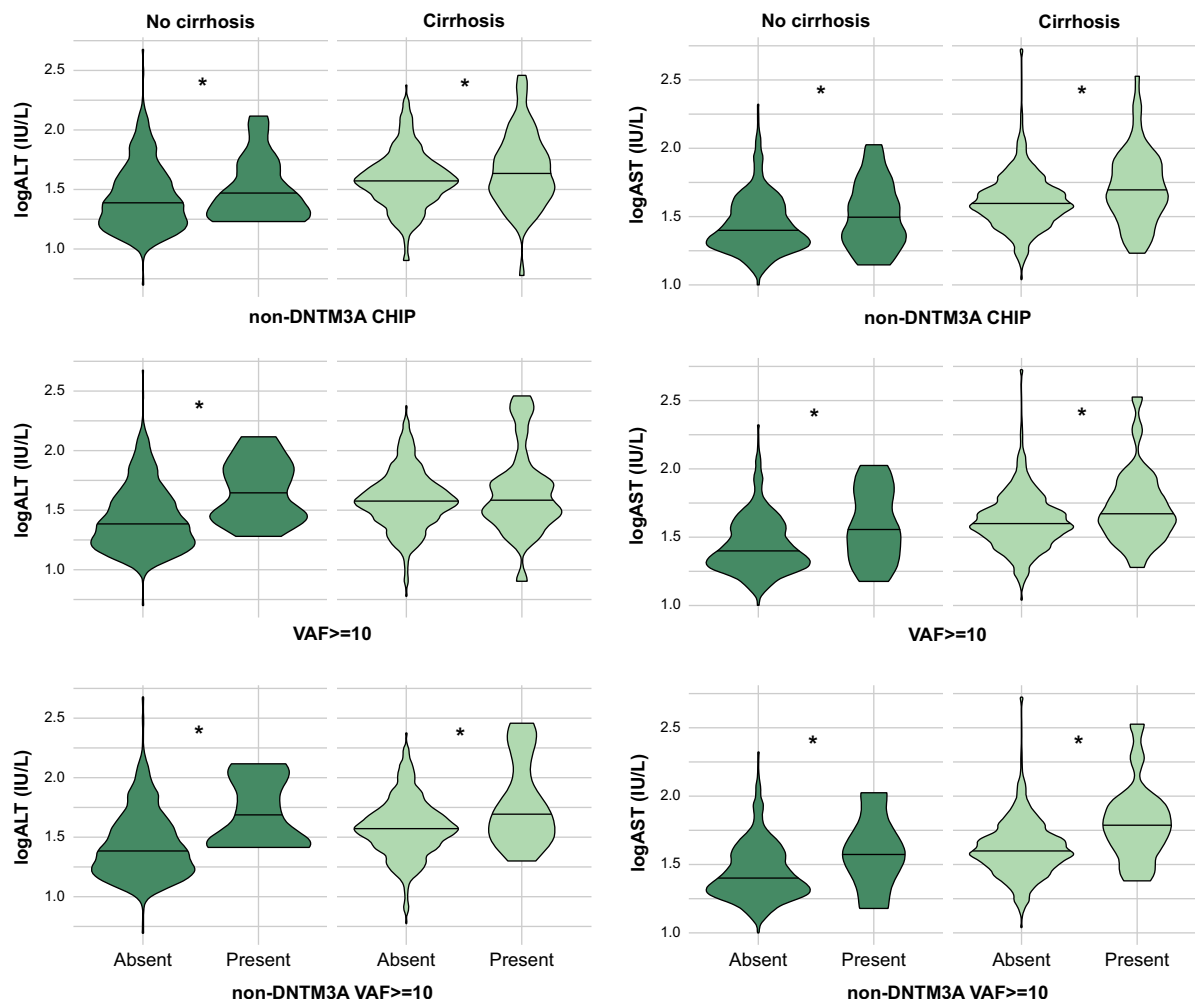 No cirrhosis
Cirrhosis
logALT (IU/L)
2.5
2.0
1.5
1.0
*
*
non-DNTM3A CHIP
No cirrhosis
Cirrhosis
logAST (IU/L)
2.5
2.0
1.5
1.0
*
*
non-DNTM3A CHIP
logALT (IU/L)
2.5
2.0
1.5
1.0
*
VAF>=10
logAST (IU/L)
2.5
2.0
1.5
1.0
*
*
VAF>=10
logALT (IU/L)
2.5
2.0
1.5
1.0
*
*
Absent
Present
Absent
Present
non-DNTM3A VAF>=10
logAST (IU/L)
2.5
2.0
1.5
1.0
*
*
Absent
Present
Absent
Present
non-DNTM3A VAF>=10